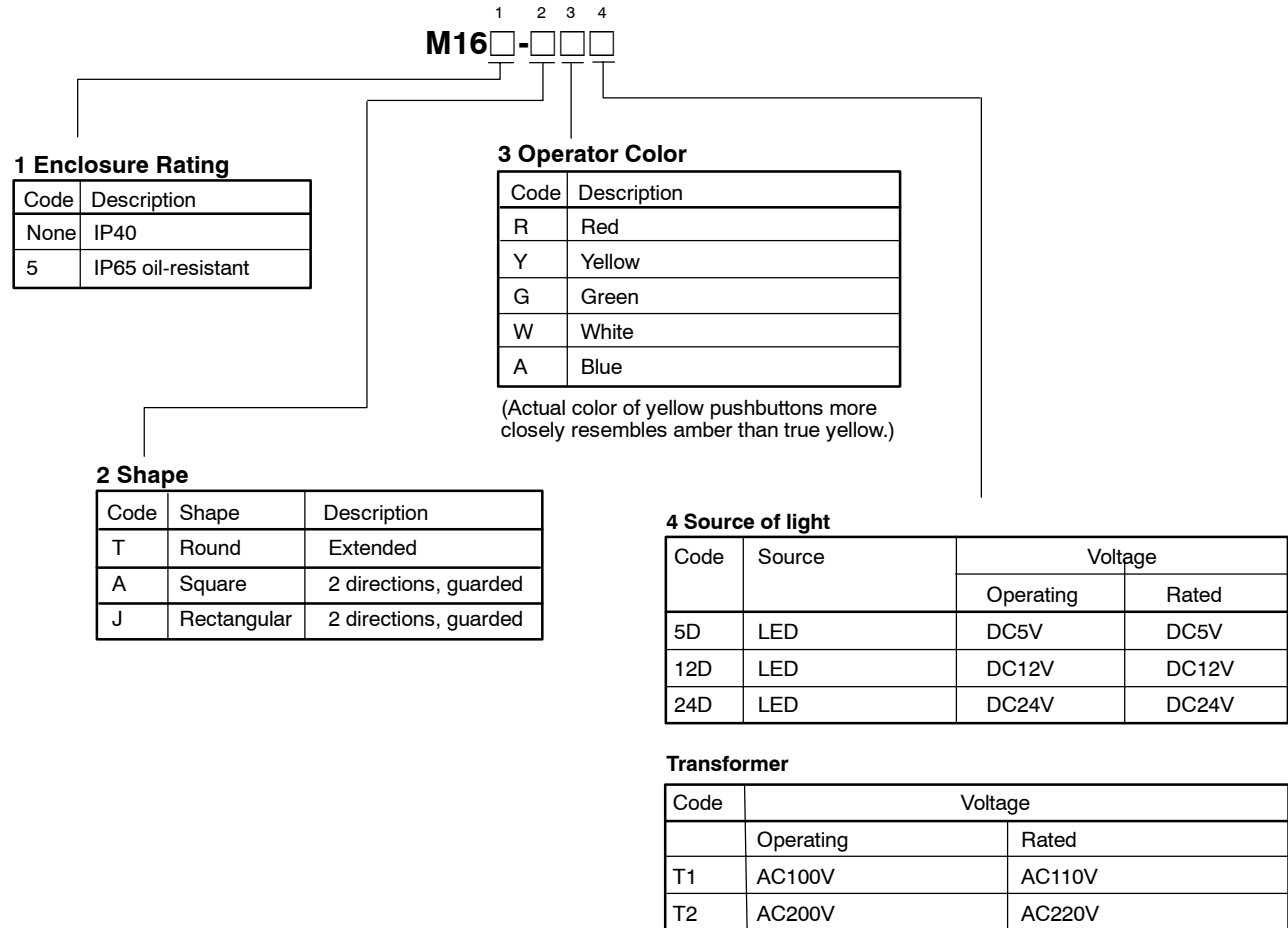 1 2 3 4
M16□-□□□
1 Enclosure Rating
Code Description
None IP40
5 IP65 oil-resistant
3 Operator Color
Code Description
R Red
Y Yellow
G Green
W White
A Blue
(Actual color of yellow pushbuttons more
closely resembles amber than true yellow.)
2 Shape
Code Shape Description
T Round Extended
A Square 2 directions, guarded
J Rectangular 2 directions, guarded
4 Source of light
Code Source Voltage
Operating Rated
5D LED DC5V DC5V
12D LED DC12V DC12V
24D LED DC24V DC24V
Transformer
Code Voltage
Operating Rated
T1 AC100V AC110V
T2 AC200V AC220V